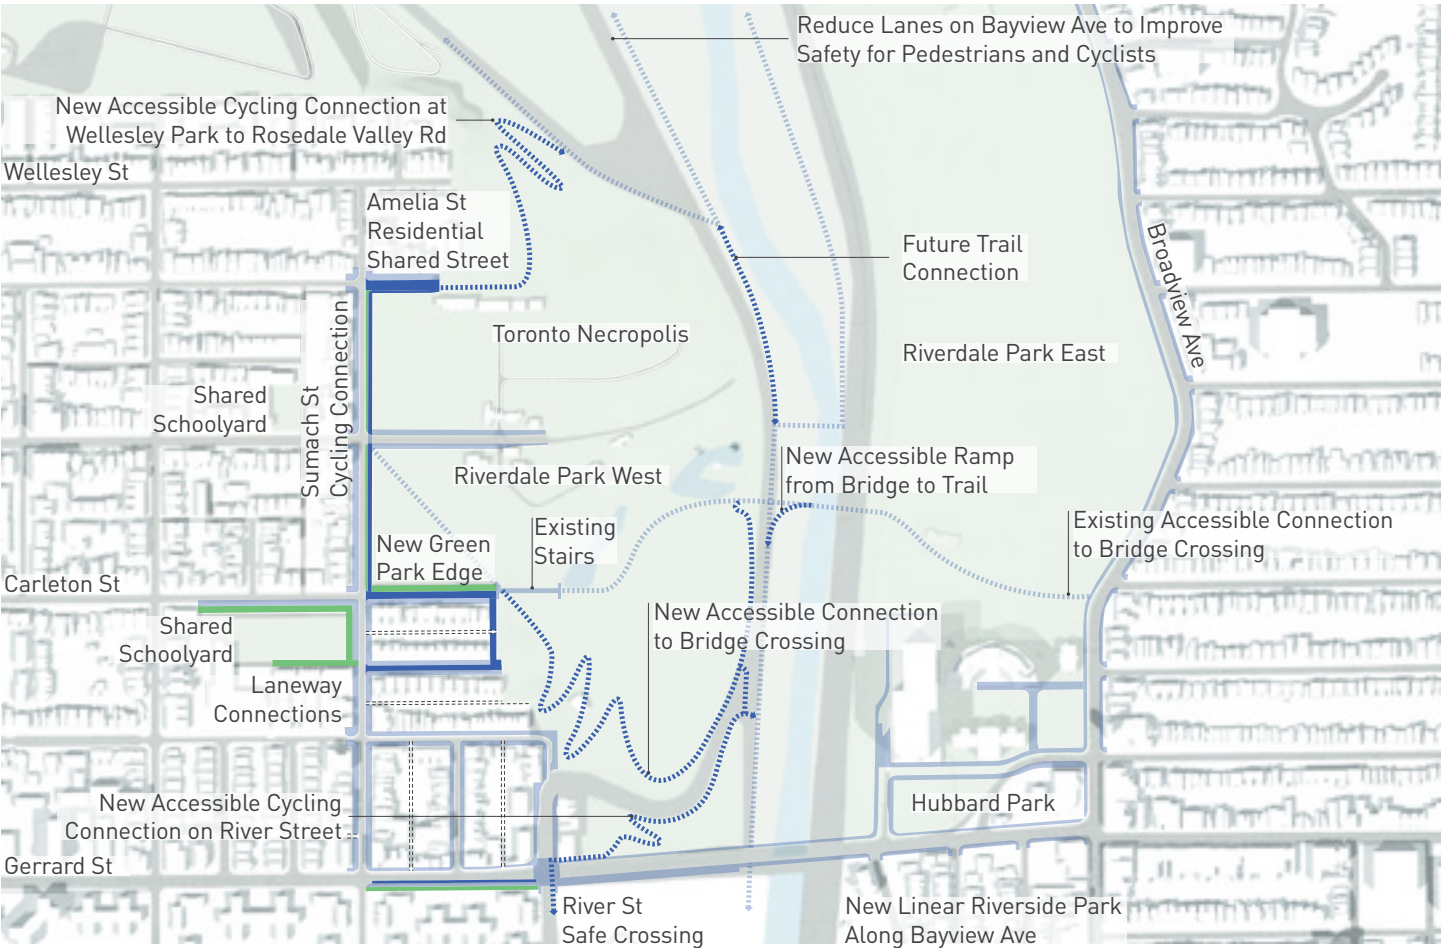 Reduce Lanes on Bayview Ave to Improve
Safety for Pedestrians and Cyclists
New Accessible Cycling Connection at
Wellesley Park to Rosedale Valley Rd
Wellesley St
Amelia St
Residential
Shared Street
Future Trail
Connection
Broadview Ave
Toronto Necropolis
Riverdale Park East
Sumach St
Cycling Connection
Shared
Schoolyard
Riverdale Park West
New Accessible Ramp
from Bridge to Trail
Existing
Stairs
Existing Accessible Connection
to Bridge Crossing
New Green
Park Edge
Carleton St
Shared
Schoolyard
New Accessible Connection
to Bridge Crossing
Laneway
Connections
New Accessible Cycling
Connection on River Street
Hubbard Park
Gerrard St
River St
Safe Crossing
New Linear Riverside Park
Along Bayview Ave